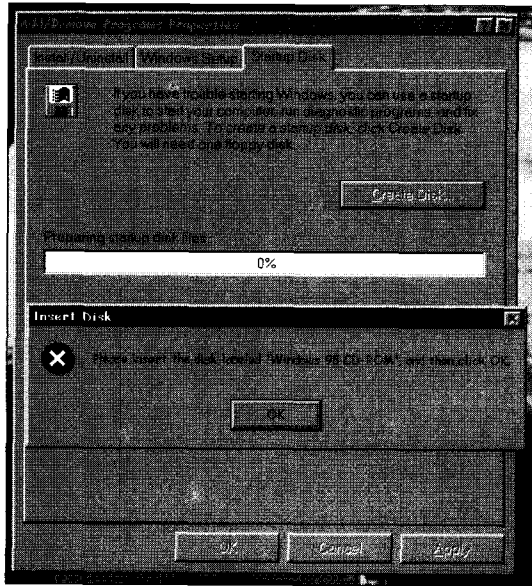 Add/Remove Programs Properties
Install/Uninstall Windows Setup Startup Disk
If you have trouble starting Windows, you can use a startup
disk to start your computer, run diagnostic programs, and fix
any problems. To create a startup disk, click Create Disk.
You will need one floppy disk.
Create Disk...
Preparing startup disk files
0%
Insert Disk
Please insert the disk labeled "Windows 98 CD-ROM", and then click OK.
OK
OK Cancel Apply